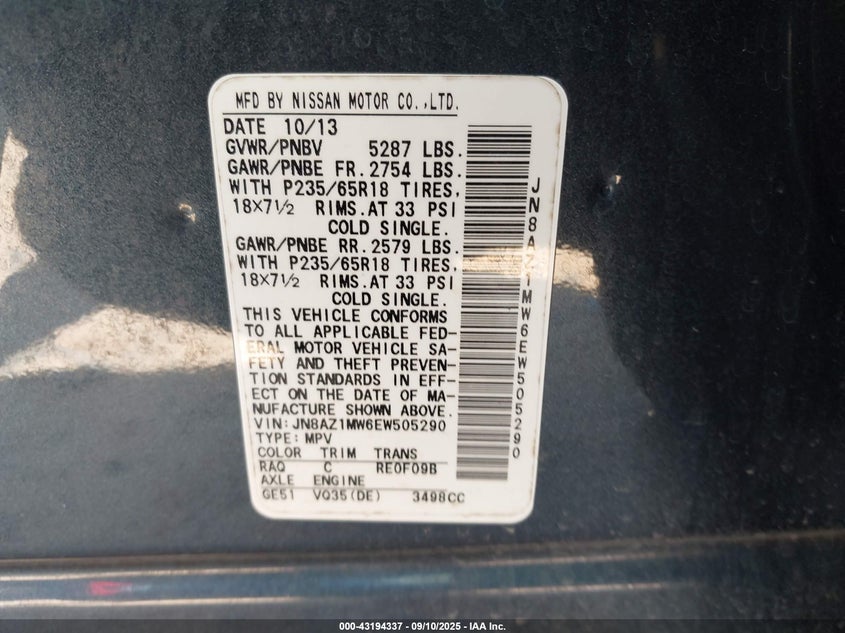 MFD BY NISSAN MOTOR CO.,LTD.
DATE 10/13
GVWR/PNBV 5287 LBS.
GAWR/PNBE FR. 2754 LBS.
WITH P235/65R18 TIRES,
18×7½ RIMS.AT 33 PSI
COLD SINGLE.
GAWR/PNBE RR. 2579 LBS.
WITH P235/65R18 TIRES,
18×7½ RIMS.AT 33 PSI
COLD SINGLE.
THIS VEHICLE CONFORMS
TO ALL APPLICABLE FED-
ERAL MOTOR VEHICLE SA-
FETY AND THEFT PREVEN-
TION STANDARDS IN EFF-
ECT ON THE DATE OF MA-
NUFACTURE SHOWN ABOVE.
VIN: JN8AZ1MW6EW505290
TYPE: MPV
COLOR TRIM TRANS
RAQ C RE0F09B
AXLE ENGINE
GE51 VQ35(DE) 3498CC
JN8AZ1MW6EW505290
000-43194337 - 09/10/2025 - IAA Inc.